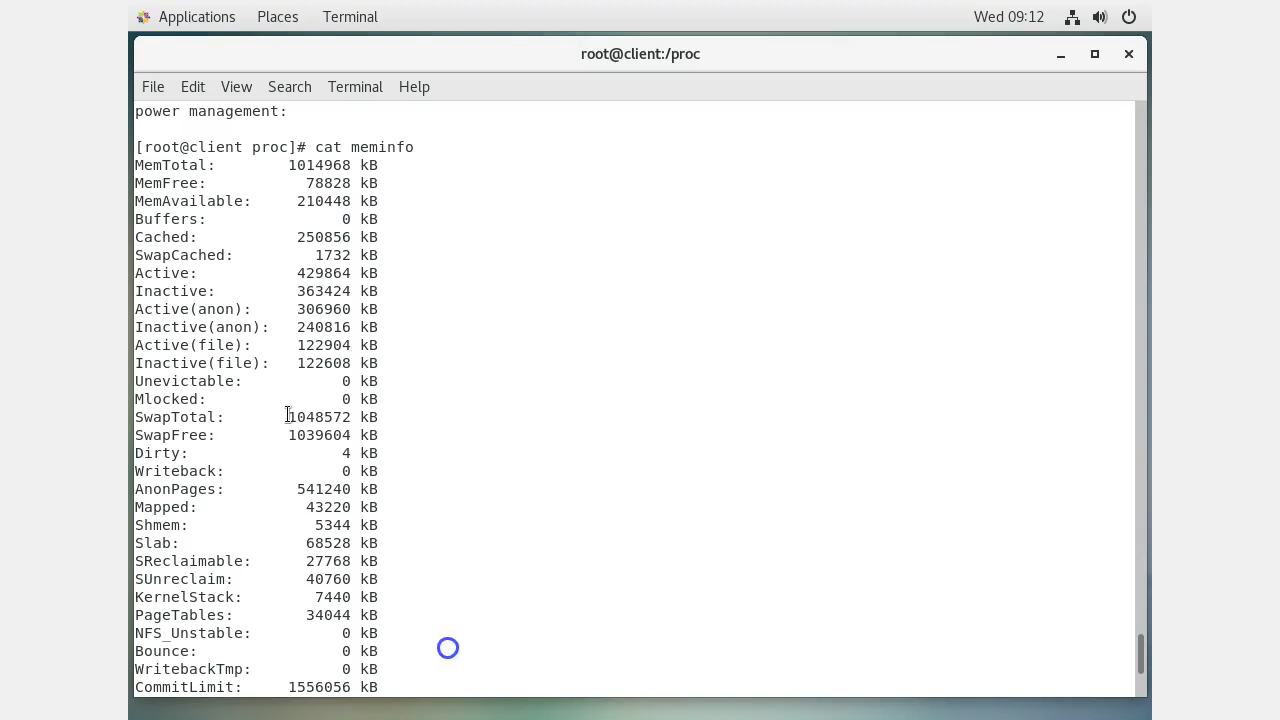 Applications Places Terminal Wed 09:12
root@client:/proc
File Edit View Search Terminal Help
power management:
[root@client proc]# cat meminfo
MemTotal: 1014968 kB
MemFree: 78828 kB
MemAvailable: 210448 kB
Buffers: 0 kB
Cached: 250856 kB
SwapCached: 1732 kB
Active: 429864 kB
Inactive: 363424 kB
Active(anon): 306960 kB
Inactive(anon): 240816 kB
Active(file): 122904 kB
Inactive(file): 122608 kB
Unevictable: 0 kB
Mlocked: 0 kB
SwapTotal: 1048572 kB
SwapFree: 1039604 kB
Dirty: 4 kB
Writeback: 0 kB
AnonPages: 541240 kB
Mapped: 43220 kB
Shmem: 5344 kB
Slab: 68528 kB
SReclaimable: 27768 kB
SUnreclaim: 40760 kB
KernelStack: 7440 kB
PageTables: 34044 kB
NFS_Unstable: 0 kB
Bounce: 0 kB
WritebackTmp: 0 kB
CommitLimit: 1556056 kB